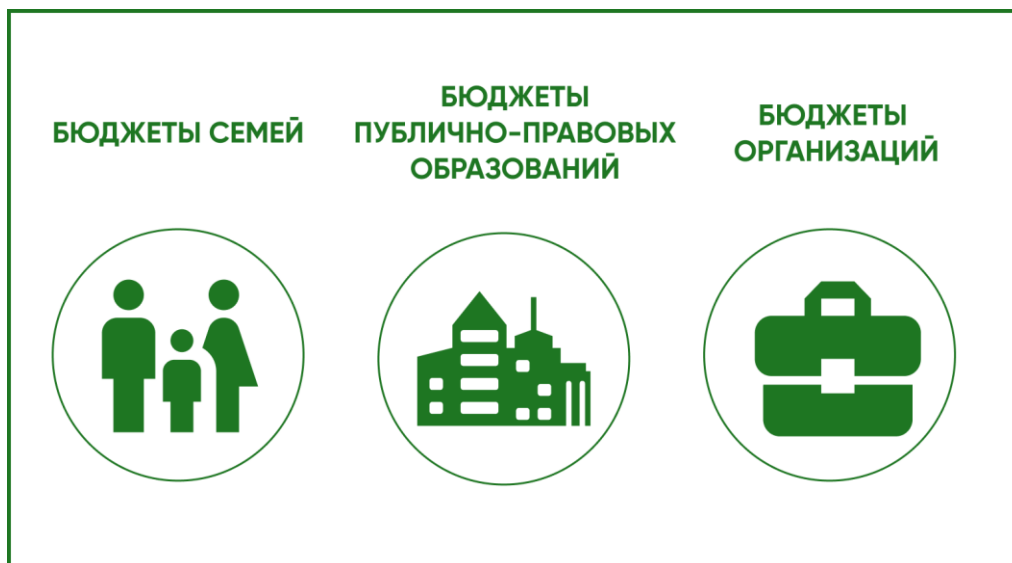 БЮДЖЕТЫ СЕМЕЙ
БЮДЖЕТЫ
ПУБЛИЧНО-ПРАВОВЫХ
ОБРАЗОВАНИЙ
БЮДЖЕТЫ
ОРГАНИЗАЦИЙ